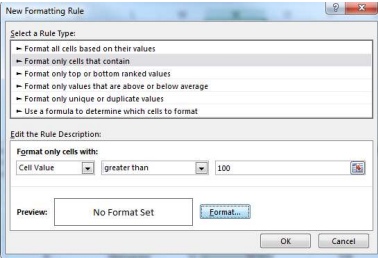 New Formatting Rule
Select a Rule Type:
► Format all cells based on their values
► Format only cells that contain
► Format only top or bottom ranked values
► Format only values that are above or below average
► Format only unique or duplicate values
► Use a formula to determine which cells to format
Edit the Rule Description:
Format only cells with:
Cell Value greater than 100
Preview: No Format Set Format...
OK Cancel